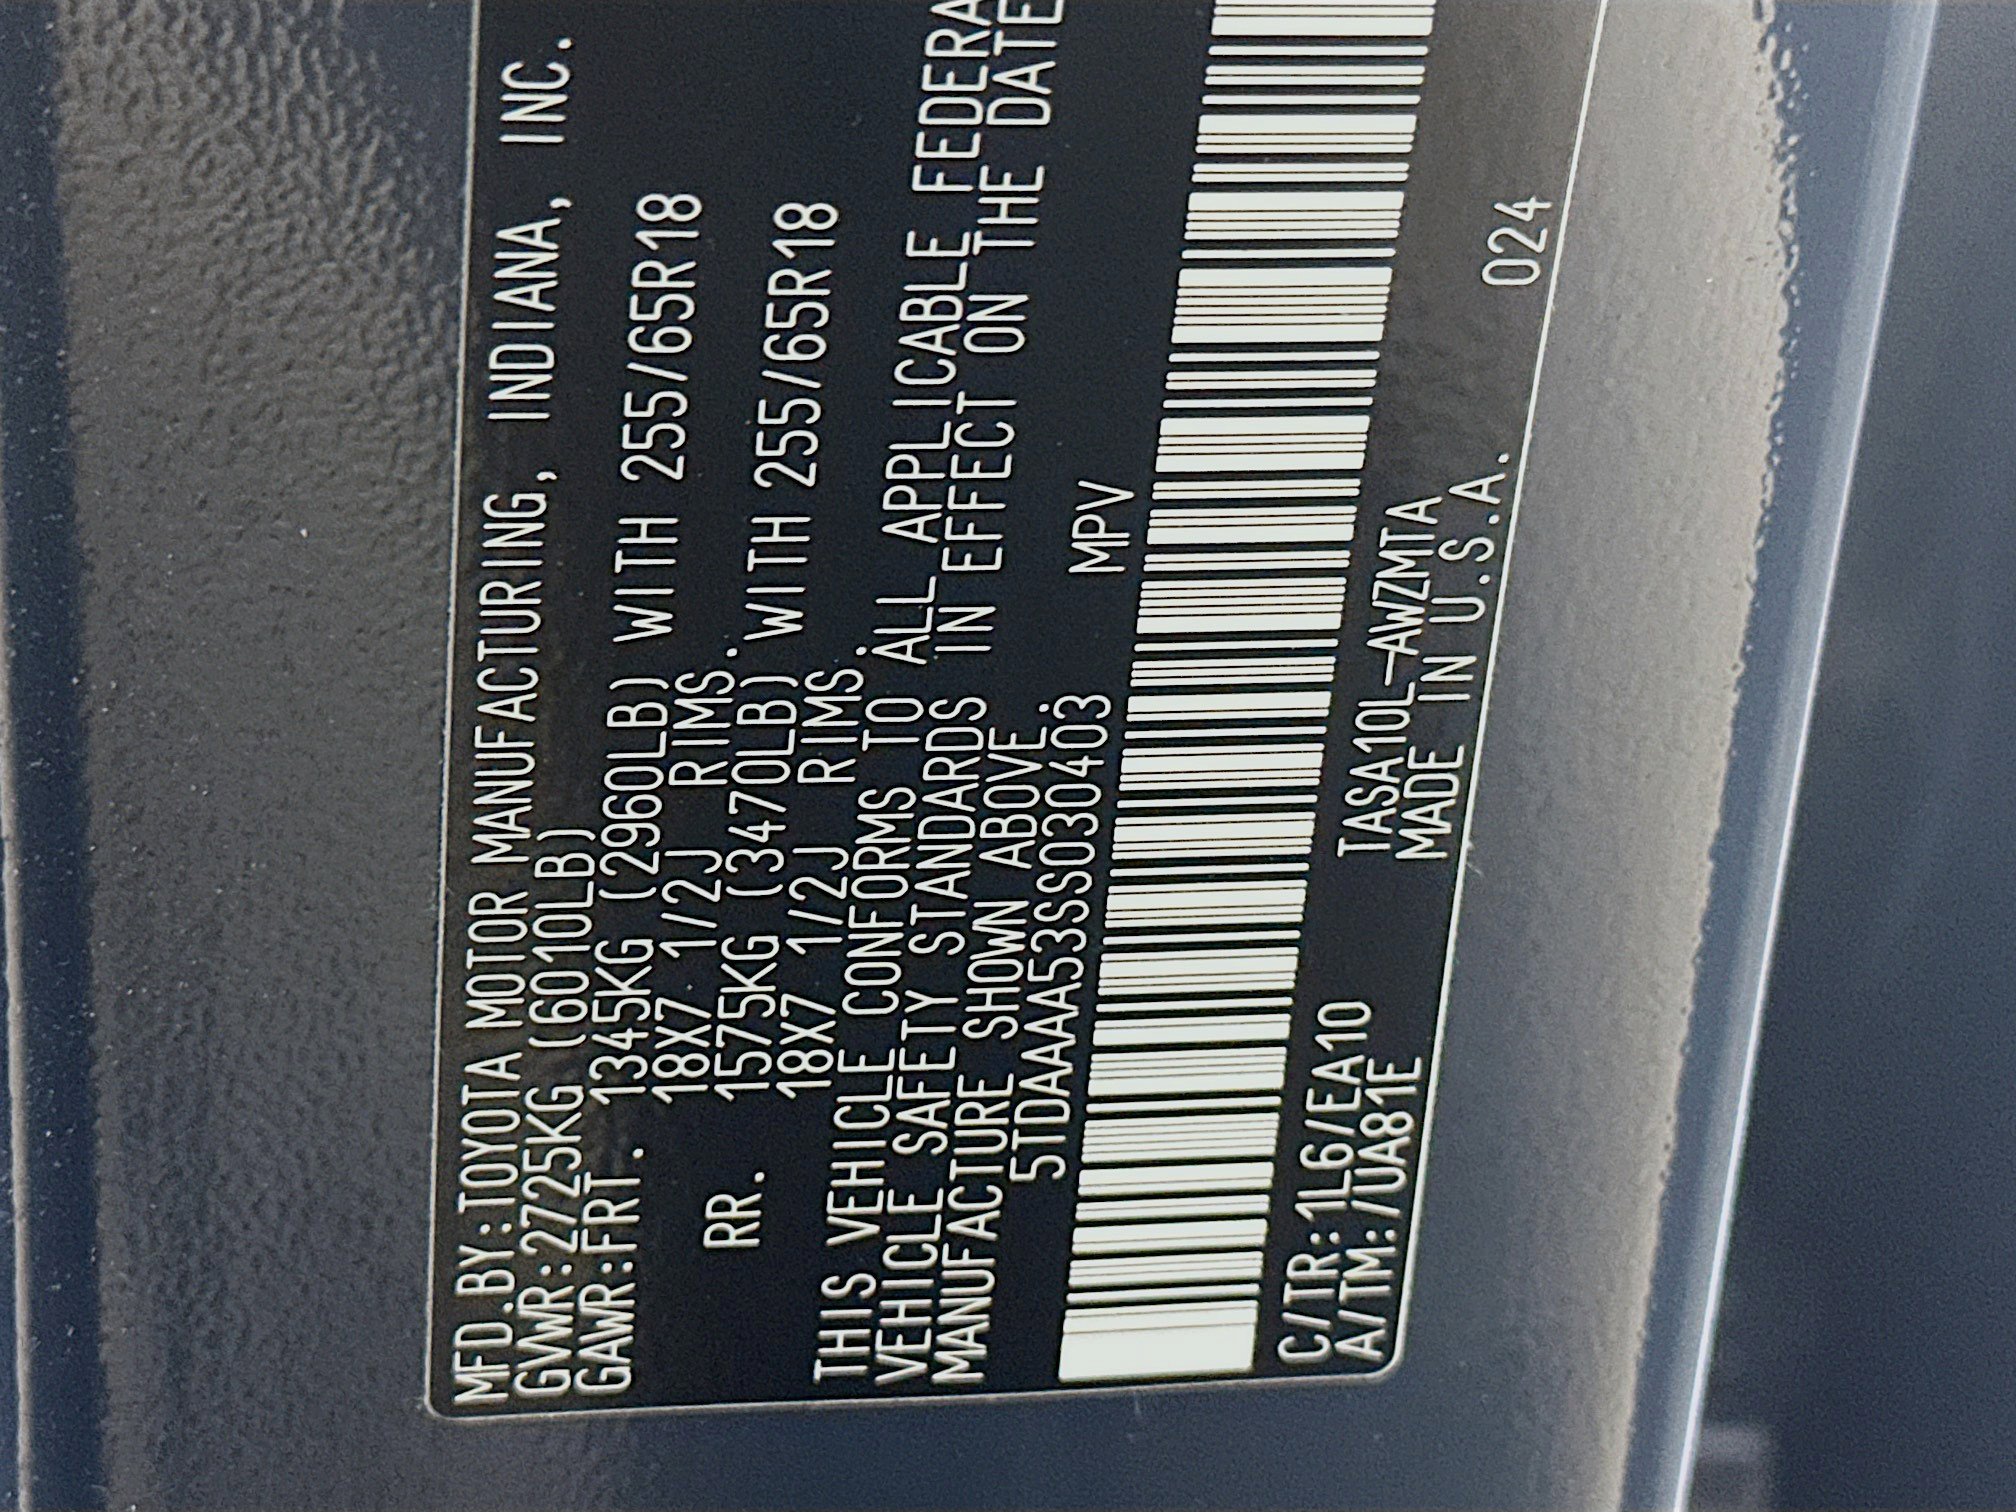 MFD.BY:TOYOTA MOTOR MANUFACTURING, INDIANA, INC.
GVWR:2725KG (6010LB)
GAWR:FRT. 1345KG (2960LB) WITH 255/65R18
18X7 1/2J RIMS.
RR. 1575KG (3470LB) WITH 255/65R18
18X7 1/2J RIMS.
THIS VEHICLE CONFORMS TO ALL APPLICABLE FEDERA
VEHICLE SAFETY STANDARDS IN EFFECT ON THE DATE
MANUFACTURE SHOWN ABOVE.
5TDAAAA53SS030403 MPV
C/TR:1L6/EA10 TASA10L-AWZMTA
A/TM:/UA81E MADE IN U.S.A. 024